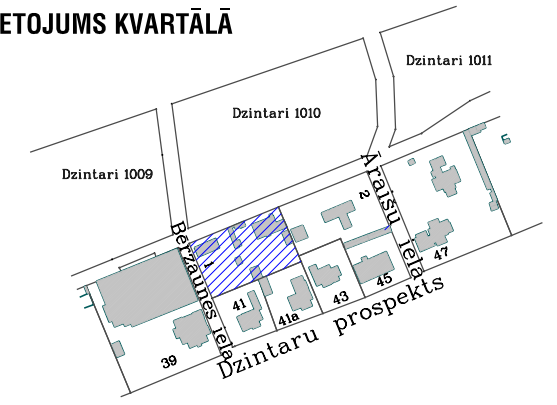 ETOJUMS KVARTĀLĀ
Dzintari 1011
Dzintari 1010
Dzintari 1009
Āraišu iela
2
Bērzaunes iela
1
47
45
43
41
41a
39
Dzintaru prospekts